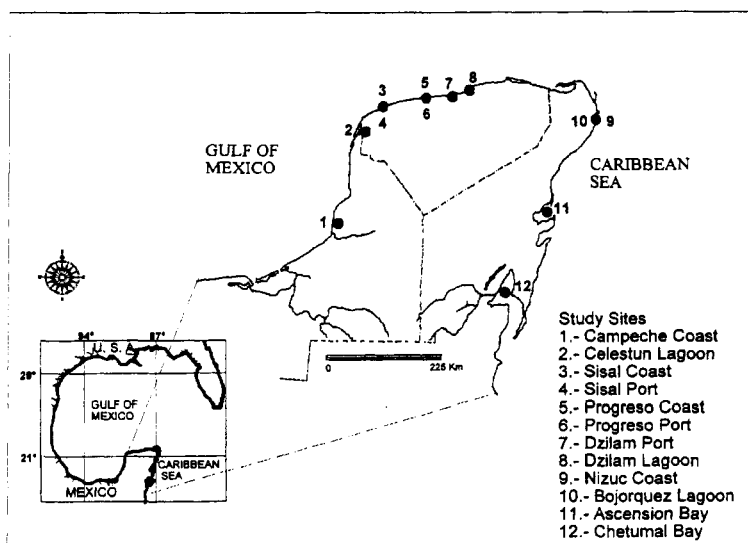 GULF OF
MEXICO
CARIBBEAN
SEA
3
5
7
8
2
4
6
10
9
1
11
12
0
225 Km
94°
87°
U. S. A
29°
GULF OF
MEXICO
21°
CARIBBEAN
SEA
MEXICO
Study Sites
1.- Campeche Coast
2.- Celestun Lagoon
3.- Sisal Coast
4.- Sisal Port
5.- Progreso Coast
6.- Progreso Port
7.- Dzilam Port
8.- Dzilam Lagoon
9.- Nizuc Coast
10.- Bojorquez Lagoon
11.- Ascension Bay
12.- Chetumal Bay